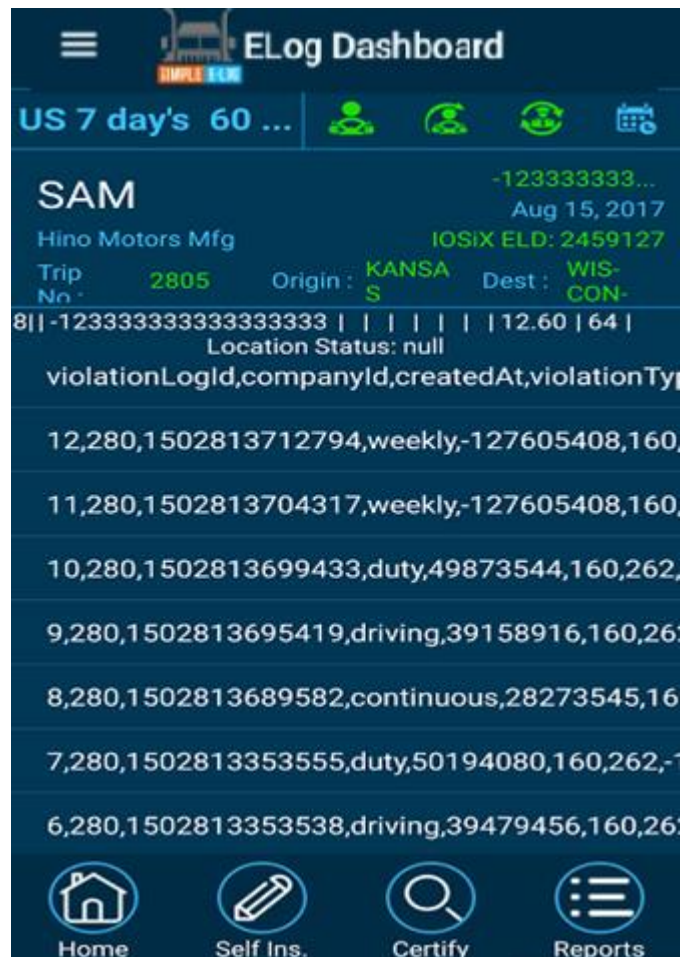 ELog Dashboard
SIMPLE E-LOG
US 7 day's 60 ...
SAM
-123333333...
Aug 15, 2017
Hino Motors Mfg
IOSiX ELD: 2459127
Trip No.: 2805 Origin : KANSAS Dest : WIS-CON-
8|| -12333333333333333333 | | | | | | | |12.60 | 64 |
Location Status: null
violationLogId,companyId,createdAt,violationTy
12,280,1502813712794,weekly,-127605408,160,
11,280,1502813704317,weekly,-127605408,160,
10,280,1502813699433,duty,49873544,160,262,
9,280,1502813695419,driving,39158916,160,26
8,280,1502813689582,continuous,28273545,16
7,280,1502813353555,duty,50194080,160,262,-
6,280,1502813353538,driving,39479456,160,26
Home Self Ins. Certify Reports